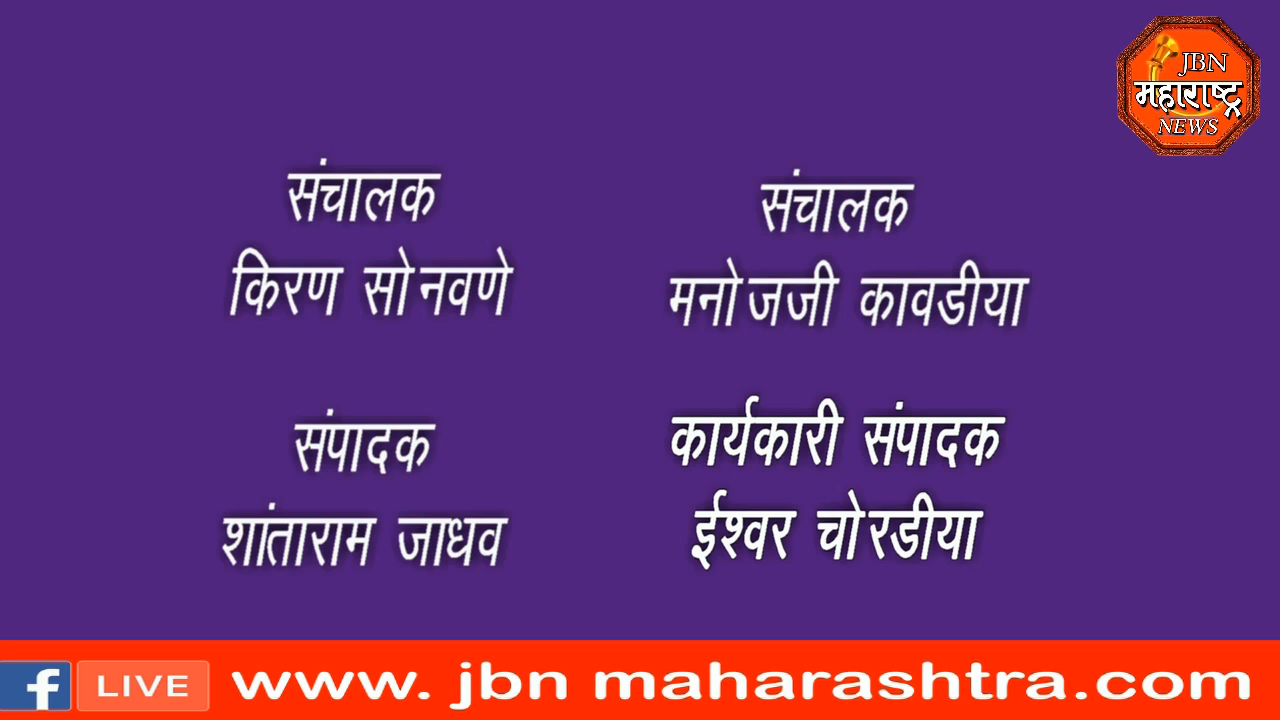 JBN
महाराष्ट्र
NEWS
संचालक
किरण सोनवणे
संचालक
मनोजजी कावडीया
संपादक
शांताराम जाधव
कार्यकारी संपादक
ईश्वर चोरडीया
f LIVE www. jbn maharashtra.com